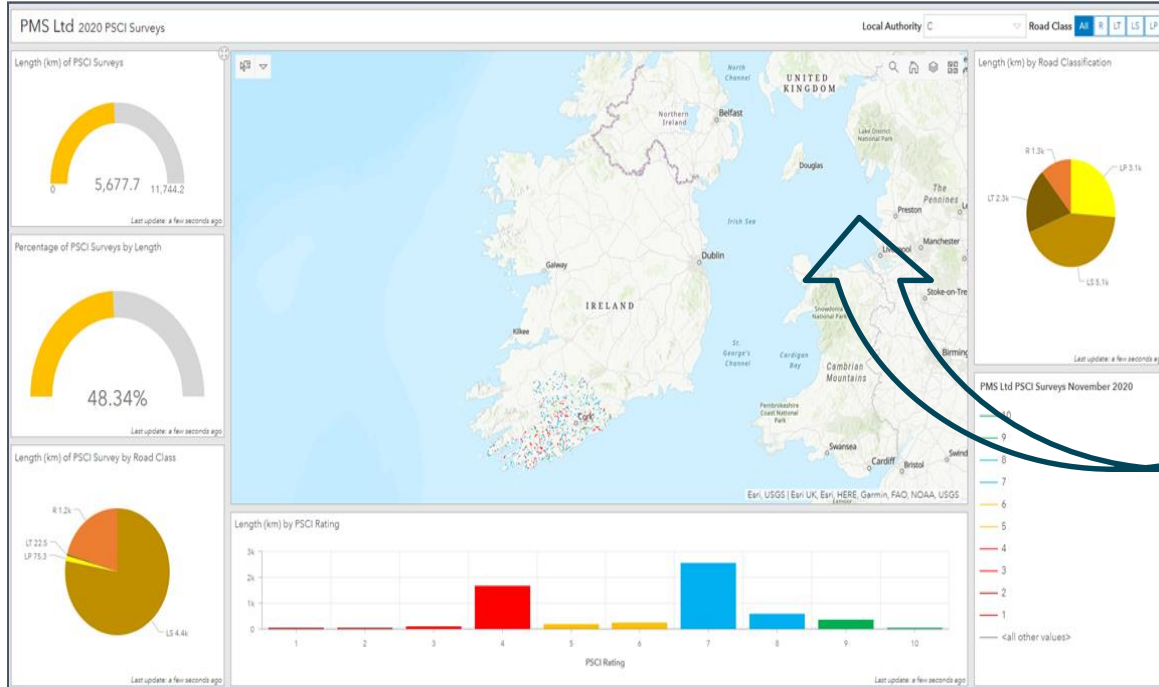 PMS Ltd 2020 PSCI Surveys
Local Authority C
Road Class All R LT LS LP
Length (km) of PSCI Surveys
0 5,677.7 11,744.2
Last update: a few seconds ago
Percentage of PSCI Surveys by Length
48.34%
Last update: a few seconds ago
Length (km) of PSCI Survey by Road Class
R 1.2k
LT 22.5
LP 75.3
LS 4.4k
Last update: a few seconds ago
North
Channel
UNITED
KINGDOM
Northern
Ireland
Belfast
Lake District
National Park
Douglas
The
Pennines
Preston
Irish Sea
Manchester
Dublin
Galway
Stoke-on-Tre
IRELAND
Snowdonia
National Park
Kilkee
St.
George's
Channel
Cardigan
Bay
Birming
Cambrian
Mountains
Pembrokeshire
Coast National
Park
Cork
Swansea
Cardiff
Bristol
Swind
Esri, USGS | Esri UK, Esri, HERE, Garmin, FAO, NOAA, USGS
Length (km) by PSCI Rating
3k
2k
1k
0
1 2 3 4 5 6 7 8 9 10
PSCI Rating
Last update: a few seconds ago
Length (km) by Road Classification
R 1.3k
LP 3.1k
LT 2.3k
LS 5.1k
Last update: a few seconds ago
PMS Ltd PSCI Surveys November 2020
10
9
8
7
6
5
4
3
2
1
<all other values>